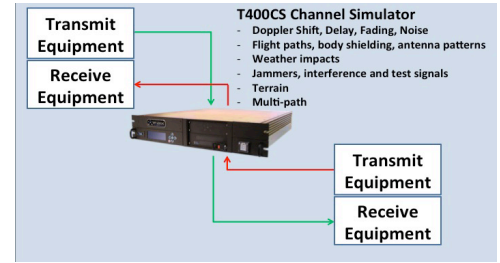 Transmit
Equipment
Receive
Equipment
T400CS Channel Simulator
- Doppler Shift, Delay, Fading, Noise
- Flight paths, body shielding, antenna patterns
- Weather impacts
- Jammers, interference and test signals
- Terrain
- Multi-path
Transmit
Equipment
Receive
Equipment